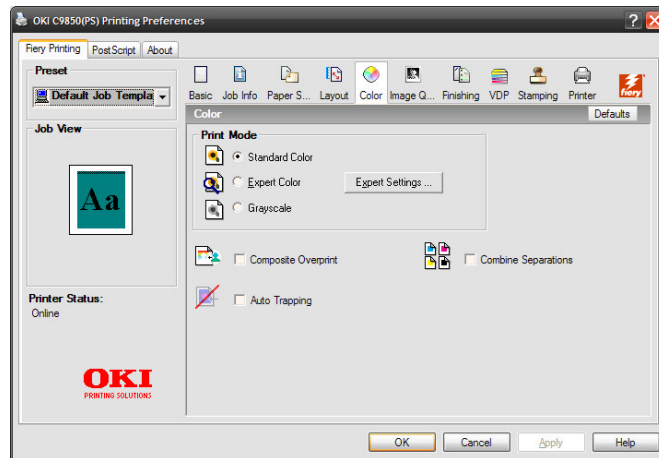 OKI C9850(PS) Printing Preferences
Fiery Printing PostScript About
Preset
Default Job Templa
Basic Job Info Paper S... Layout Color Image Q... Finishing VDP Stamping Printer fiery
Color Defaults
Job View
Aa
Print Mode
Standard Color
Expert Color Expert Settings ...
Grayscale
Composite Overprint Combine Separations
Auto Trapping
Printer Status:
Online
OKI
PRINTING SOLUTIONS
OK Cancel Apply Help